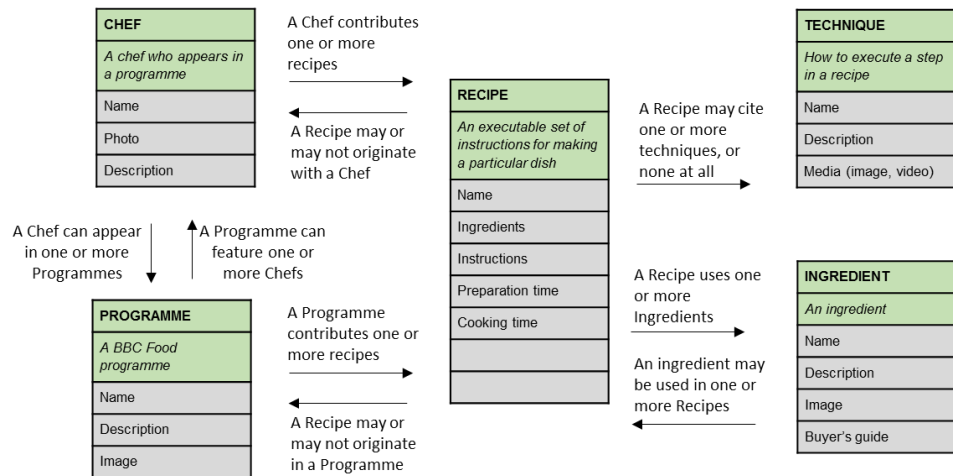 CHEF
A chef who appears in
a programme
Name
Photo
Description
A Chef contributes
one or more
recipes
A Recipe may or
may not originate
with a Chef
RECIPE
An executable set of
instructions for making
a particular dish
Name
Ingredients
Instructions
Preparation time
Cooking time
A Recipe may cite
one or more
techniques, or
none at all
TECHNIQUE
How to execute a step
in a recipe
Name
Description
Media (image, video)
A Chef can appear
in one or more
Programmes
A Programme can
feature one or
more Chefs
PROGRAMME
A BBC Food
programme
Name
Description
Image
A Programme
contributes one or
more recipes
A Recipe may or
may not originate
in a Programme
A Recipe uses one
or more
Ingredients
An ingredient may
be used in one or
more Recipes
INGREDIENT
An ingredient
Name
Description
Image
Buyer's guide